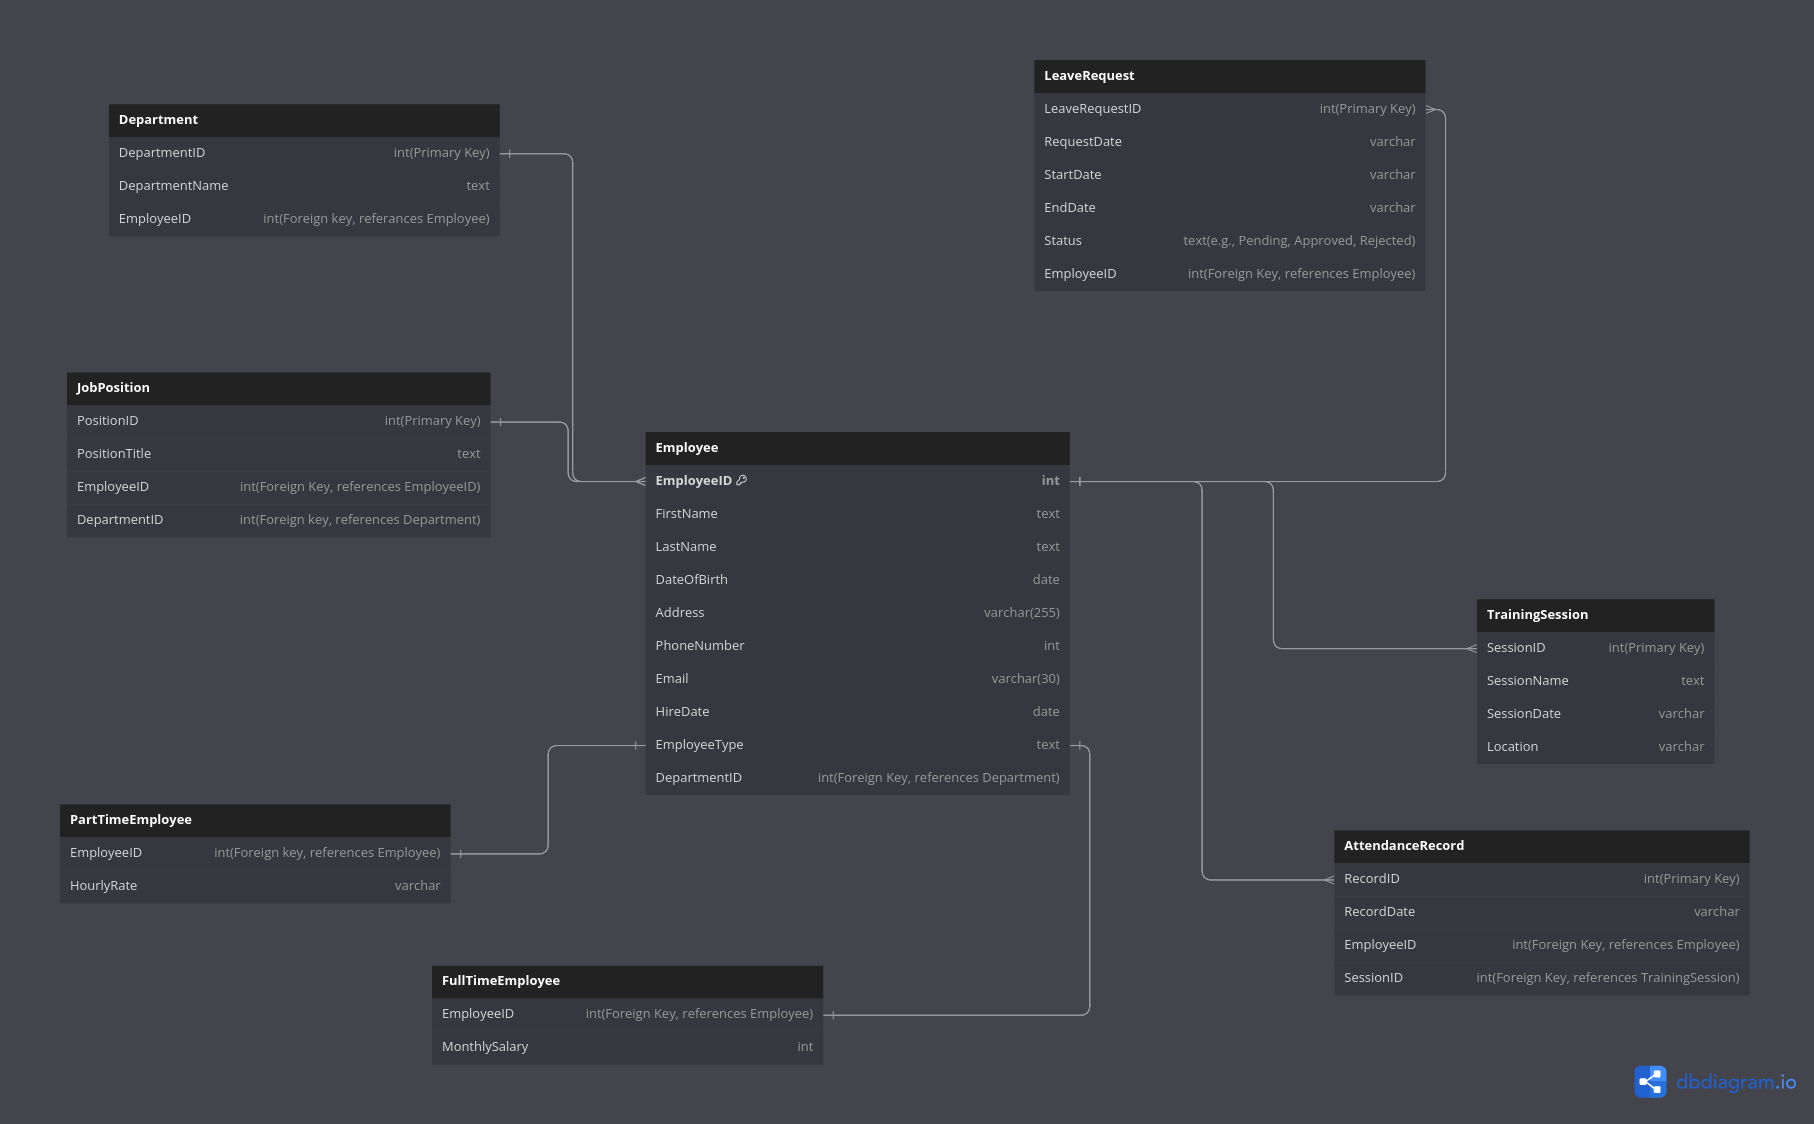 Department
DepartmentID int(Primary Key)
DepartmentName text
EmployeeID int(Foreign key, referances Employee)
LeaveRequest
LeaveRequestID int(Primary Key)
RequestDate varchar
StartDate varchar
EndDate varchar
Status text(e.g., Pending, Approved, Rejected)
EmployeeID int(Foreign Key, references Employee)
JobPosition
PositionID int(Primary Key)
PositionTitle text
EmployeeID int(Foreign Key, references EmployeeID)
DepartmentID int(Foreign key, references Department)
Employee
EmployeeID int
FirstName text
LastName text
DateOfBirth date
Address varchar(255)
PhoneNumber int
Email varchar(30)
HireDate date
EmployeeType text
DepartmentID int(Foreign Key, references Department)
TrainingSession
SessionID int(Primary Key)
SessionName text
SessionDate varchar
Location varchar
PartTimeEmployee
EmployeeID int(Foreign key, references Employee)
HourlyRate varchar
AttendanceRecord
RecordID int(Primary Key)
RecordDate varchar
EmployeeID int(Foreign Key, references Employee)
SessionID int(Foreign Key, references TrainingSession)
FullTimeEmployee
EmployeeID int(Foreign Key, references Employee)
MonthlySalary int
dbdiagram.io